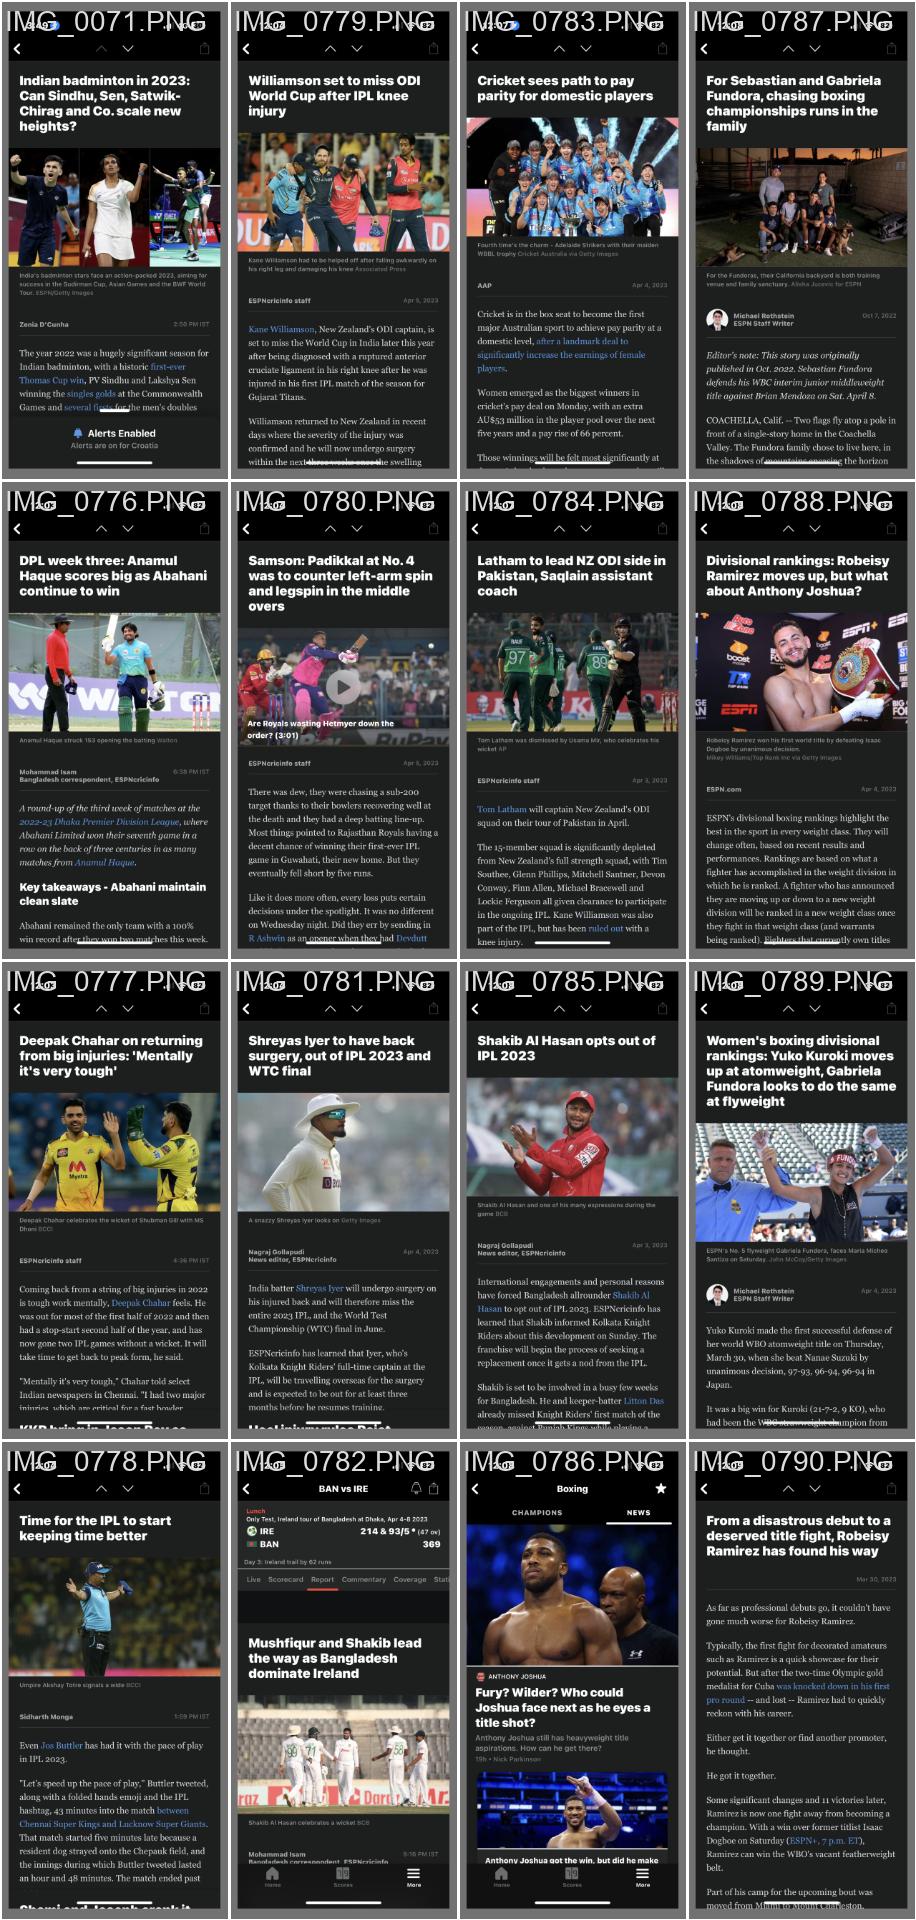 IMG_0071.PNG
Indian badminton in 2023:
Can Sindhu, Sen, Satwik-
Chirag and Co. scale new
heights?
India's badminton stars face an action-packed 2023, aiming for
success in the Sudirman Cup, Asian Games and the BWF World
Tour. ESPN/Getty Images
Zenia D'Cunha 2:50 PM IST
The year 2022 was a hugely significant season for
Indian badminton, with a historic first-ever
Thomas Cup win, PV Sindhu and Lakshya Sen
winning the singles golds at the Commonwealth
Games and several firsts for the men's doubles
Alerts Enabled
Alerts are on for Croatia
IMG_0779.PNG
Williamson set to miss ODI
World Cup after IPL knee
injury
Kane Williamson had to be helped off after falling awkwardly on
his right leg and damaging his knee Associated Press
ESPNcricinfo staff Apr 5, 2023
Kane Williamson, New Zealand's ODI captain, is
set to miss the World Cup in India later this year
after being diagnosed with a ruptured anterior
cruciate ligament in his right knee after he was
injured in his first IPL match of the season for
Gujarat Titans.
Williamson returned to New Zealand in recent
days where the severity of the injury was
confirmed and he will now undergo surgery
within the next three weeks once the swelling
IMG_0783.PNG
Cricket sees path to pay
parity for domestic players
Fourth time's the charm - Adelaide Strikers with their maiden
WBBL trophy Cricket Australia via Getty Images
AAP Apr 4, 2023
Cricket is in the box seat to become the first
major Australian sport to achieve pay parity at a
domestic level, after a landmark deal to
significantly increase the earnings of female
players.
Women emerged as the biggest winners in
cricket's pay deal on Monday, with an extra
AU$53 million in the player pool over the next
five years and a pay rise of 66 percent.
Those winnings will be felt most significantly at
IMG_0787.PNG
For Sebastian and Gabriela
Fundora, chasing boxing
championships runs in the
family
For the Fundoras, their California backyard is both training
venue and family sanctuary. Alisha Jucevic for ESPN
Michael Rothstein Oct 7, 2022
ESPN Staff Writer
Editor's note: This story was originally
published in Oct. 2022. Sebastian Fundora
defends his WBC interim junior middleweight
title against Brian Mendoza on Sat. April 8.
COACHELLA, Calif. -- Two flags fly atop a pole in
front of a single-story home in the Coachella
Valley. The Fundora family chose to live here, in
the shadows of mountains encasing the horizon
IMG_0776.PNG
DPL week three: Anamul
Haque scores big as Abahani
continue to win
Anamul Haque struck 153 opening the batting Walton
Mohammad Isam 6:38 PM IST
Bangladesh correspondent, ESPNcricinfo
A round-up of the third week of matches at the
2022-23 Dhaka Premier Division League, where
Abahani Limited won their seventh game in a
row on the back of three centuries in as many
matches from Anamul Haque.
Key takeaways - Abahani maintain
clean slate
Abahani remained the only team with a 100%
win record after they won two matches this week.
IMG_0780.PNG
Samson: Padikkal at No. 4
was to counter left-arm spin
and legspin in the middle
overs
Are Royals wasting Hetmyer down the
order? (3:01)
ESPNcricinfo staff Apr 5, 2023
There was dew, they were chasing a sub-200
target thanks to their bowlers recovering well at
the death and they had a deep batting line-up.
Most things pointed to Rajasthan Royals having a
decent chance of winning their first-ever IPL
game in Guwahati, their new home. But they
eventually fell short by five runs.
Like it does more often, every loss puts certain
decisions under the spotlight. It was no different
on Wednesday night. Did they err by sending in
R Ashwin as an opener when they had Devdutt
IMG_0784.PNG
Latham to lead NZ ODI side in
Pakistan, Saqlain assistant
coach
RAUF
97
HARIS
89
Tom Latham was dismissed by Usama Mir, who celebrates his
wicket AP
ESPNcricinfo staff Apr 3, 2023
Tom Latham will captain New Zealand's ODI
squad on their tour of Pakistan in April.
The 15-member squad is significantly depleted
from New Zealand's full strength squad, with Tim
Southee, Glenn Phillips, Mitchell Santner, Devon
Conway, Finn Allen, Michael Bracewell and
Lockie Ferguson all given clearance to participate
in the ongoing IPL. Kane Williamson was also
part of the IPL, but has been ruled out with a
knee injury.
IMG_0788.PNG
Divisional rankings: Robeisy
Ramirez moves up, but what
about Anthony Joshua?
Robeisy Ramirez won his first world title by defeating Isaac
Dogboe by unanimous decision.
Mikey Williams/Top Rank Inc via Getty Images
ESPN.com Apr 4, 2023
ESPN's divisional boxing rankings highlight the
best in the sport in every weight class. They will
change often, based on recent results and
performances. Rankings are based on what a
fighter has accomplished in the weight division in
which he is ranked. A fighter who has announced
they are moving up or down to a new weight
division will be ranked in a new weight class once
they fight in that weight class (and warrants
being ranked). Fighters that currently own titles
IMG_0777.PNG
Deepak Chahar on returning
from big injuries: 'Mentally
it's very tough'
Myntra
Deepak Chahar celebrates the wicket of Shubman Gill with MS
Dhoni BCCI
ESPNcricinfo staff 4:36 PM IST
Coming back from a string of big injuries in 2022
is tough work mentally, Deepak Chahar feels. He
was out for most of the first half of 2022 and then
had a stop-start second half of the year, and has
now gone two IPL games without a wicket. It will
take time to get back to peak form, he said.
"Mentally it's very tough," Chahar told select
Indian newspapers in Chennai. "I had two major
injuries, which are critical for a fast bowler
IMG_0781.PNG
Shreyas Iyer to have back
surgery, out of IPL 2023 and
WTC final
A snazzy Shreyas Iyer looks on Getty Images
Nagraj Gollapudi Apr 4, 2023
News editor, ESPNcricinfo
India batter Shreyas Iyer will undergo surgery on
his injured back and will therefore miss the
entire 2023 IPL, and the World Test
Championship (WTC) final in June.
ESPNcricinfo has learned that Iyer, who's
Kolkata Knight Riders' full-time captain at the
IPL, will be travelling overseas for the surgery
and is expected to be out for at least three
months before he resumes training.
IMG_0785.PNG
Shakib Al Hasan opts out of
IPL 2023
Shakib Al Hasan and one of his many expressions during the
game BCB
Nagraj Gollapudi Apr 3, 2023
News editor, ESPNcricinfo
International engagements and personal reasons
have forced Bangladesh allrounder Shakib Al
Hasan to opt out of IPL 2023. ESPNcricinfo has
learned that Shakib informed Kolkata Knight
Riders about this development on Sunday. The
franchise will begin the process of seeking a
replacement once it gets a nod from the IPL.
Shakib is set to be involved in a busy few weeks
for Bangladesh. He and keeper-batter Litton Das
already missed Knight Riders' first match of the
season, against Punjab Kings while playing a
IMG_0789.PNG
Women's boxing divisional
rankings: Yuko Kuroki moves
up at atomweight, Gabriela
Fundora looks to do the same
at flyweight
ESPN's No. 5 flyweight Gabriela Fundora, faces Maria Micheo
Santizo on Saturday. John McCoy/Getty Images
Michael Rothstein Apr 4, 2023
ESPN Staff Writer
Yuko Kuroki made the first successful defense of
her world WBO atomweight title on Thursday,
March 30, when she beat Nanae Suzuki by
unanimous decision, 97-93, 96-94, 96-94 in
Japan.
It was a big win for Kuroki (21-7-2, 9 KO), who
had been the WBC strawweight champion from
IMG_0778.PNG
Time for the IPL to start
keeping time better
Umpire Akshay Totre signals a wide BCCI
Sidharth Monga 1:59 PM IST
Even Jos Buttler has had it with the pace of play
in IPL 2023.
"Let's speed up the pace of play," Buttler tweeted,
along with a folded hands emoji and the IPL
hashtag, 43 minutes into the match between
Chennai Super Kings and Lucknow Super Giants.
That match started five minutes late because a
resident dog strayed onto the Chepauk field, and
the innings during which Buttler tweeted lasted
an hour and 48 minutes. The match ended past
IMG_0782.PNG
BAN vs IRE
Lunch
Only Test, Ireland tour of Bangladesh at Dhaka, Apr 4-8 2023
IRE 214 & 93/5 * (47 ov)
BAN 369
Day 3: Ireland trail by 62 runs
Live Scorecard Report Commentary Coverage Stati
Mushfiqur and Shakib lead
the way as Bangladesh
dominate Ireland
Daraz
Shakib Al Hasan celebrates a wicket BCB
Mohammad Isam
Bangladesh correspondent, ESPNcricinfo
Home Scores More
IMG_0786.PNG
Boxing
CHAMPIONS NEWS
ANTHONY JOSHUA
Fury? Wilder? Who could
Joshua face next as he eyes a
title shot?
Anthony Joshua still has heavyweight title
aspirations. How can he get there?
19h • Nick Parkinson
Anthony Joshua got the win, but did he make
Home Scores More
IMG_0790.PNG
From a disastrous debut to a
deserved title fight, Robeisy
Ramirez has found his way
Mar 30, 2023
As far as professional debuts go, it couldn't have
gone much worse for Robeisy Ramirez.
Typically, the first fight for decorated amateurs
such as Ramirez is a quick showcase for their
potential. But after the two-time Olympic gold
medalist for Cuba was knocked down in his first
pro round -- and lost -- Ramirez had to quickly
reckon with his career.
Either get it together or find another promoter,
he thought.
He got it together.
Some significant changes and 11 victories later,
Ramirez is now one fight away from becoming a
champion. With a win over former titlist Isaac
Dogboe on Saturday (ESPN+, 7 p.m. ET),
Ramirez can win the WBO's vacant featherweight
belt.
Part of his camp for the upcoming bout was
moved from Miami to Mount Charleston,